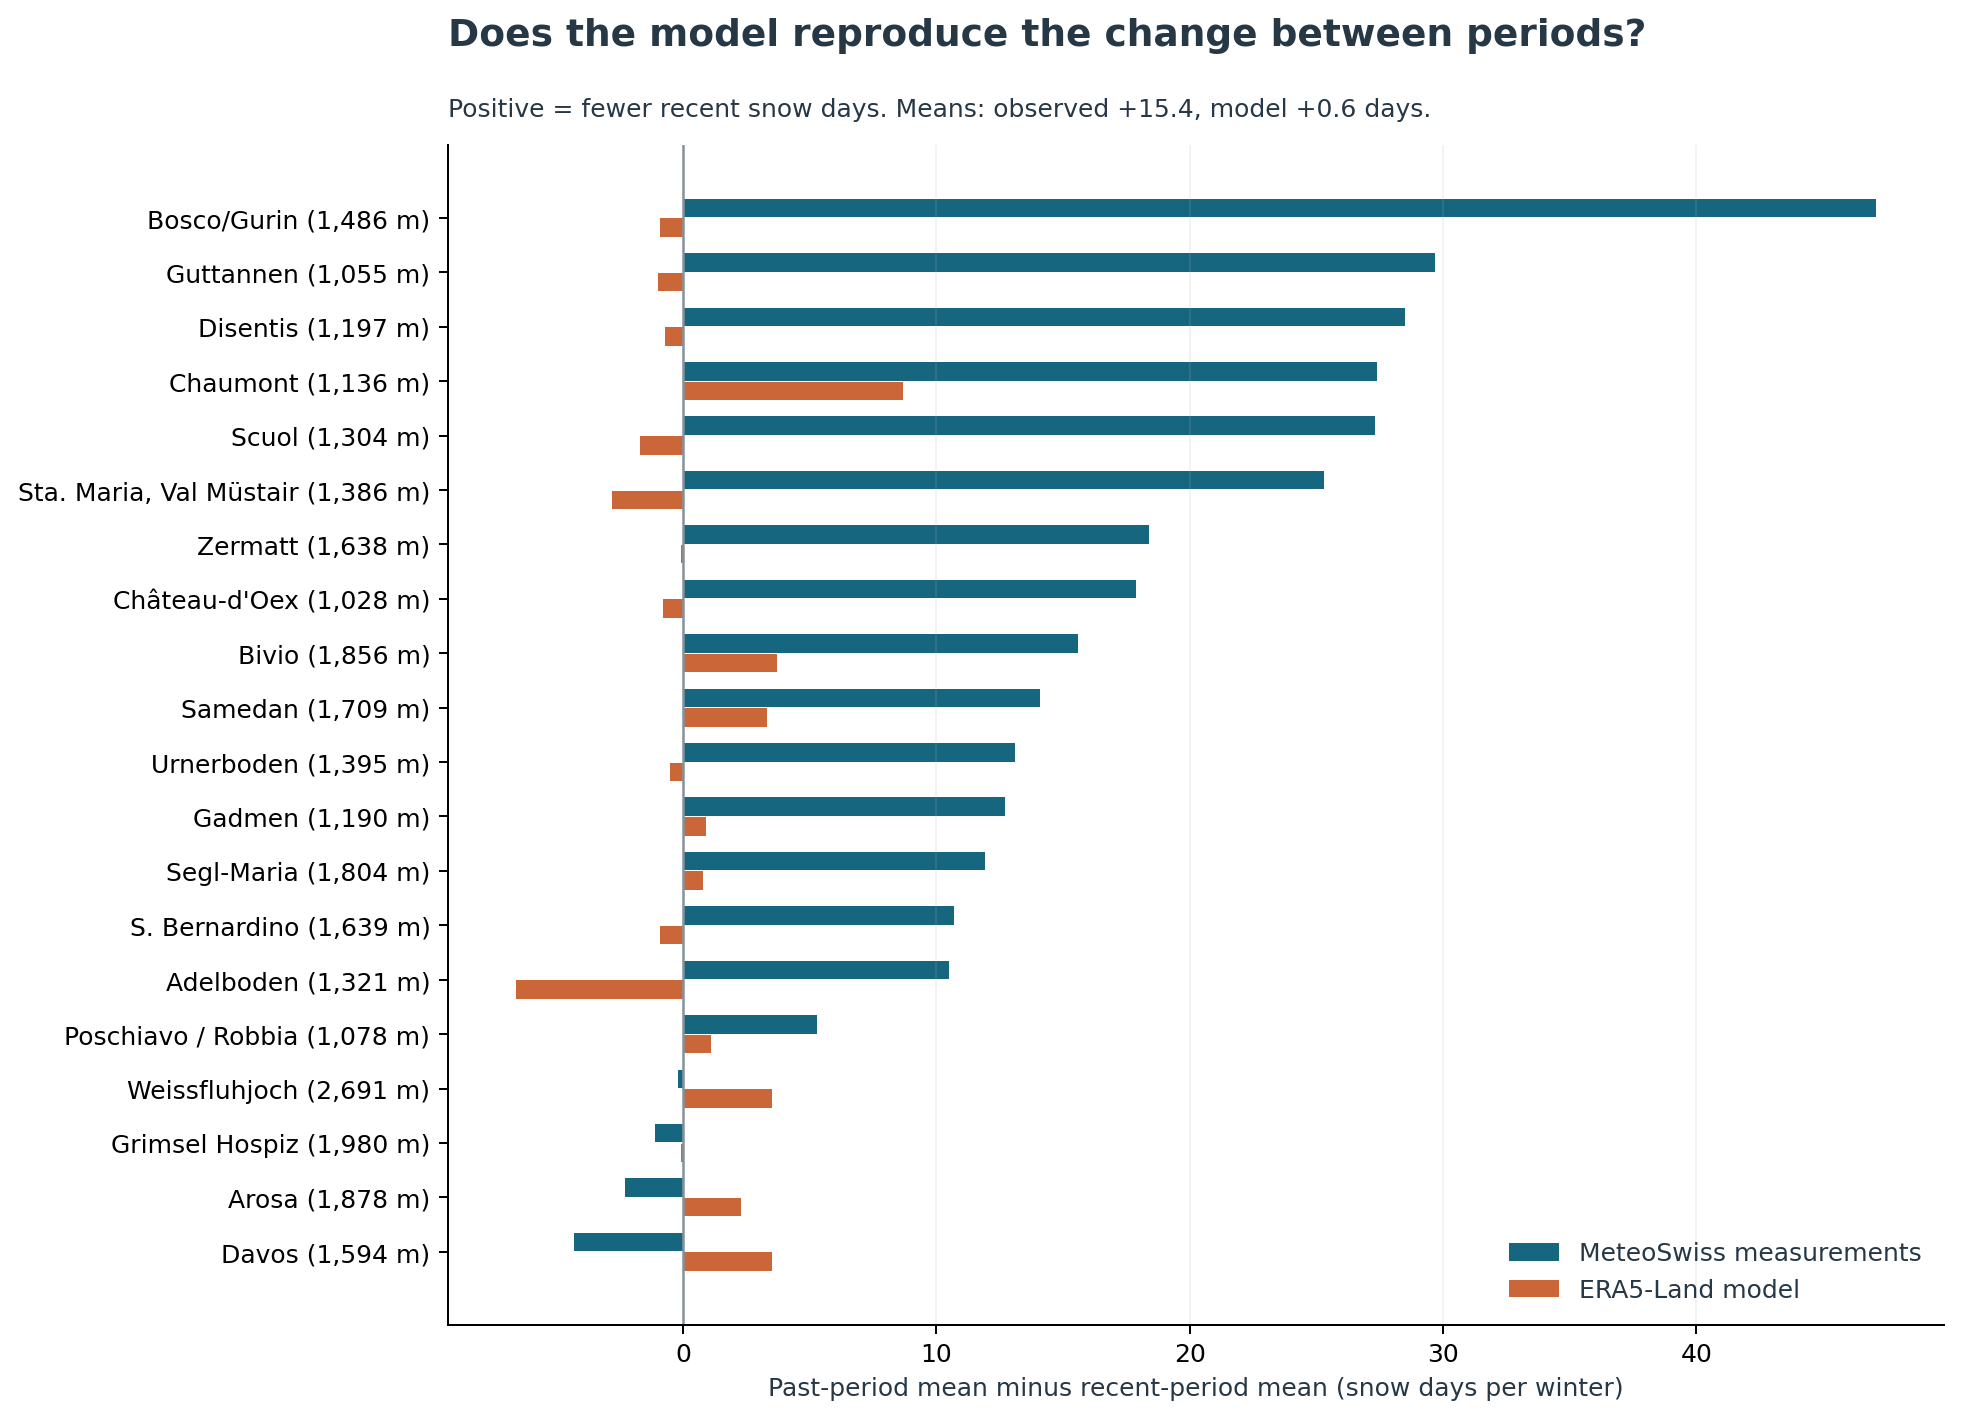 Does the model reproduce the change between periods?
Positive = fewer recent snow days. Means: observed +15.4, model +0.6 days.
Bosco/Gurin (1,486 m)
Guttannen (1,055 m)
Disentis (1,197 m)
Chaumont (1,136 m)
Scuol (1,304 m)
Sta. Maria, Val Müstair (1,386 m)
Zermatt (1,638 m)
Château-d'Oex (1,028 m)
Bivio (1,856 m)
Samedan (1,709 m)
Urnerboden (1,395 m)
Gadmen (1,190 m)
Segl-Maria (1,804 m)
S. Bernardino (1,639 m)
Adelboden (1,321 m)
Poschiavo / Robbia (1,078 m)
Weissfluhjoch (2,691 m)
Grimsel Hospiz (1,980 m)
Arosa (1,878 m)
Davos (1,594 m)
MeteoSwiss measurements
ERA5-Land model
0 10 20 30 40
Past-period mean minus recent-period mean (snow days per winter)